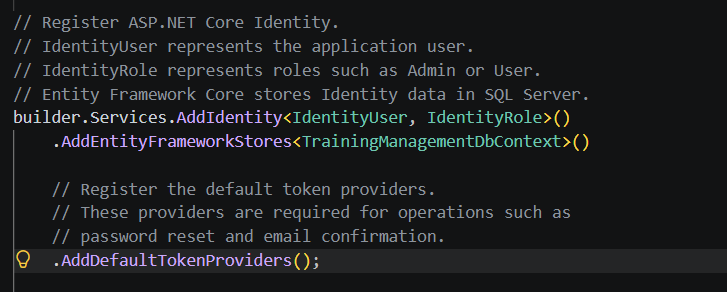 // Register ASP.NET Core Identity.
// IdentityUser represents the application user.
// IdentityRole represents roles such as Admin or User.
// Entity Framework Core stores Identity data in SQL Server.
builder.Services.AddIdentity<IdentityUser, IdentityRole>()
    .AddEntityFrameworkStores<TrainingManagementDbContext>()

    // Register the default token providers.
    // These providers are required for operations such as
    // password reset and email confirmation.
    .AddDefaultTokenProviders();